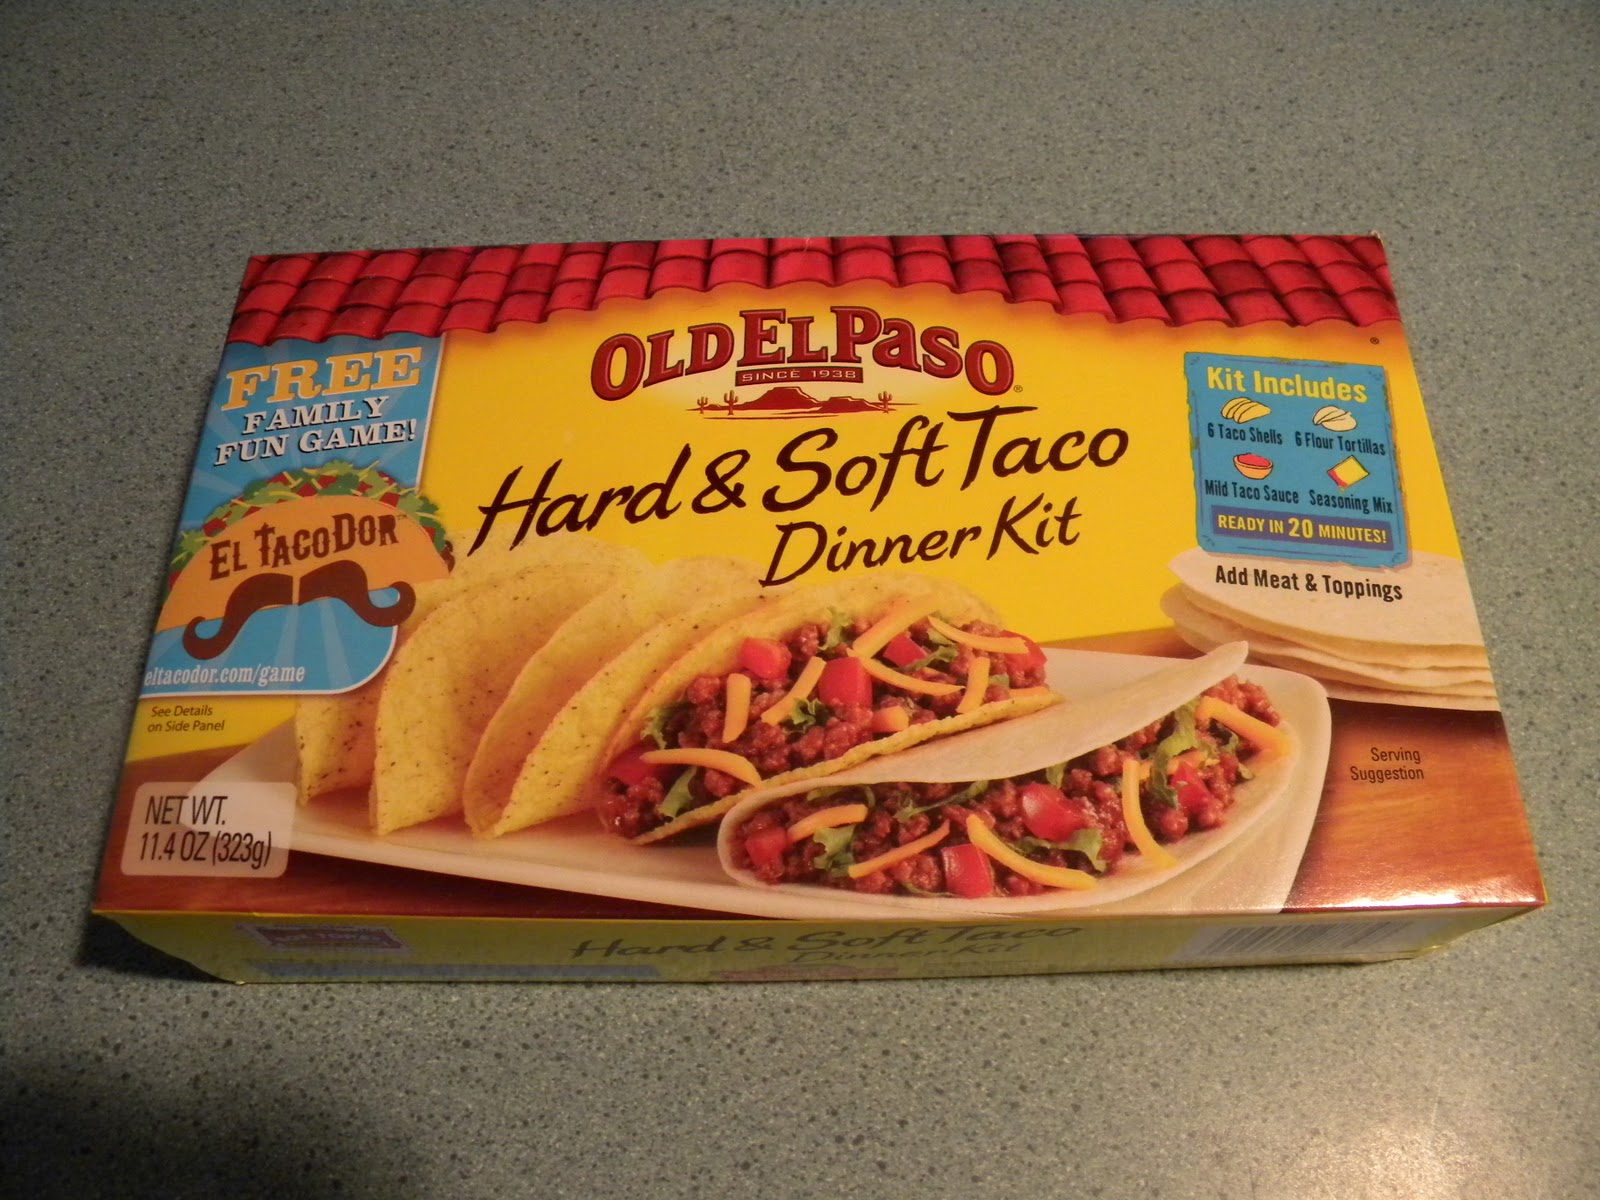 OLD EL PASO
SINCE 1938
®
®
Hard & Soft Taco
Dinner Kit
FREE
FAMILY
FUN GAME!
EL TACODOR™
eltacodor.com/game
See Details
on Side Panel
NET WT.
11.4 OZ (323g)
Kit Includes
6 Taco Shells
6 Flour Tortillas
Mild Taco Sauce
Seasoning Mix
READY IN 20 MINUTES!
Add Meat & Toppings
Serving
Suggestion
Hard & Soft Taco
Dinner Kit